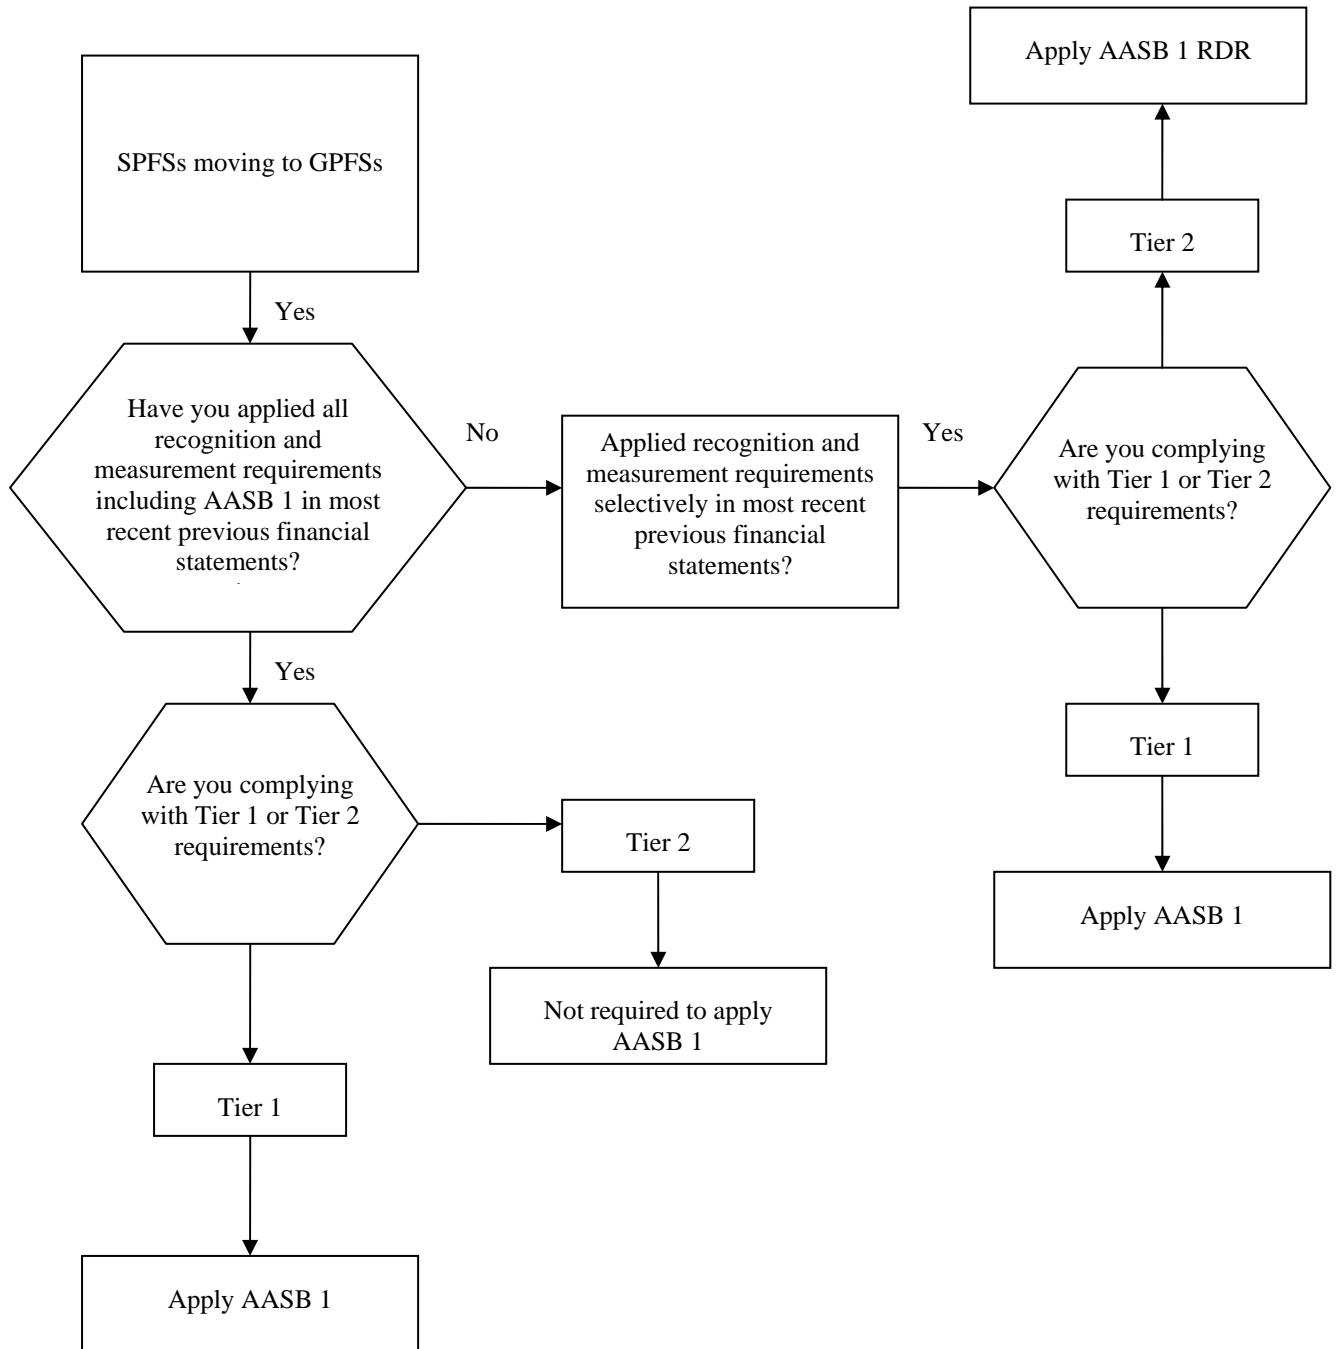 Apply AASB 1 RDR
SPFSs moving to GPFSs
Tier 2
Yes
Have you applied all
recognition and
measurement requirements
including AASB 1 in most
recent previous financial
statements?
No
Applied recognition and
measurement requirements
selectively in most recent
previous financial
statements?
Yes
Are you complying
with Tier 1 or Tier 2
requirements?
Yes
Tier 1
Are you complying
with Tier 1 or Tier 2
requirements?
Tier 2
Apply AASB 1
Not required to apply
AASB 1
Tier 1
Apply AASB 1